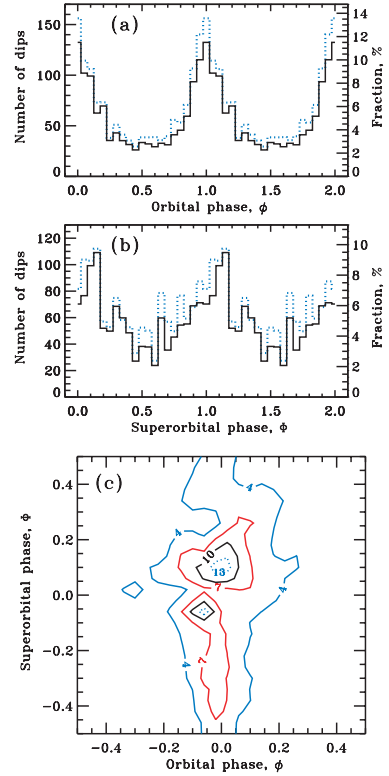 (a)
Number of dips
150
100
50
0
14
12
10
8
6
4
2
0
Fraction, %
0.0 0.5 1.0 1.5 2.0
Orbital phase, ϕ
(b)
Number of dips
120
100
80
60
40
20
0
10
8
6
4
2
0
Fraction, %
0.0 0.5 1.0 1.5 2.0
Superorbital phase, Φ
(c)
Superorbital phase, Φ
0.4
0.2
0.0
−0.2
−0.4
4
4
10
13
7
4
7
4
−0.4 −0.2 0.0 0.2 0.4
Orbital phase, ϕ